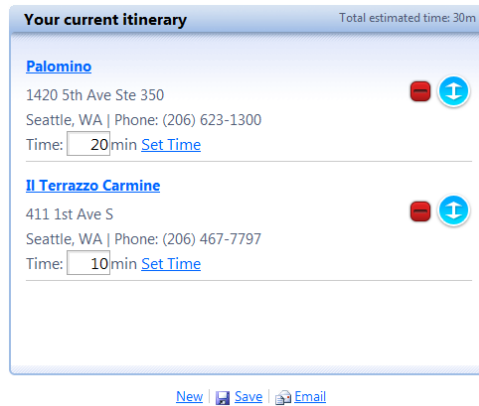 Your current itinerary Total estimated time: 30m
Palomino
1420 5th Ave Ste 350
Seattle, WA | Phone: (206) 623-1300
Time: 20 min Set Time
Il Terrazzo Carmine
411 1st Ave S
Seattle, WA | Phone: (206) 467-7797
Time: 10 min Set Time
New | Save | Email